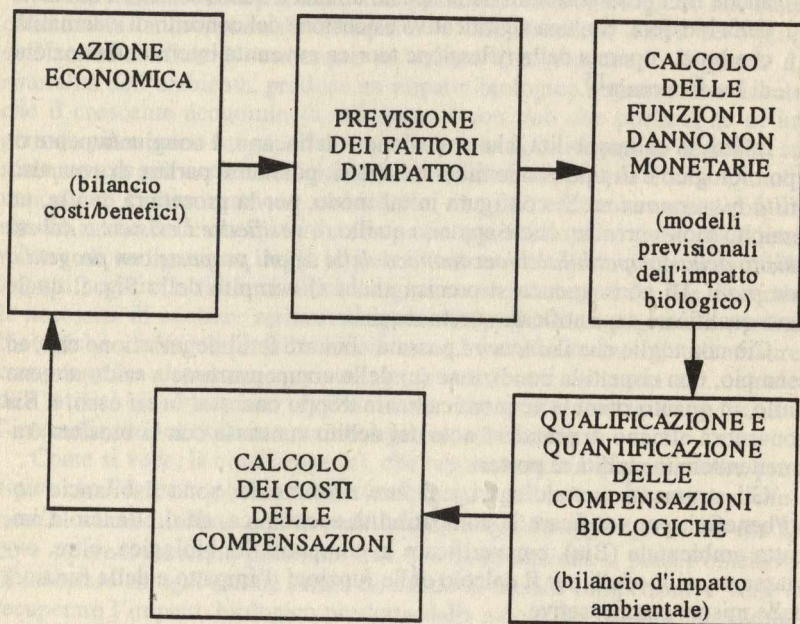 AZIONE
ECONOMICA
(bilancio
costi/benefici)
PREVISIONE
DEI FATTORI
D'IMPATTO
CALCOLO
DELLE
FUNZIONI DI
DANNO NON
MONETARIE
(modelli
previsionali
dell'impatto
biologico)
QUALIFICAZIONE E
QUANTIFICAZIONE
DELLE
COMPENSAZIONI
BIOLOGICHE
(bilancio d'impatto
ambientale)
CALCOLO
DEI COSTI
DELLE
COMPENSAZIONI